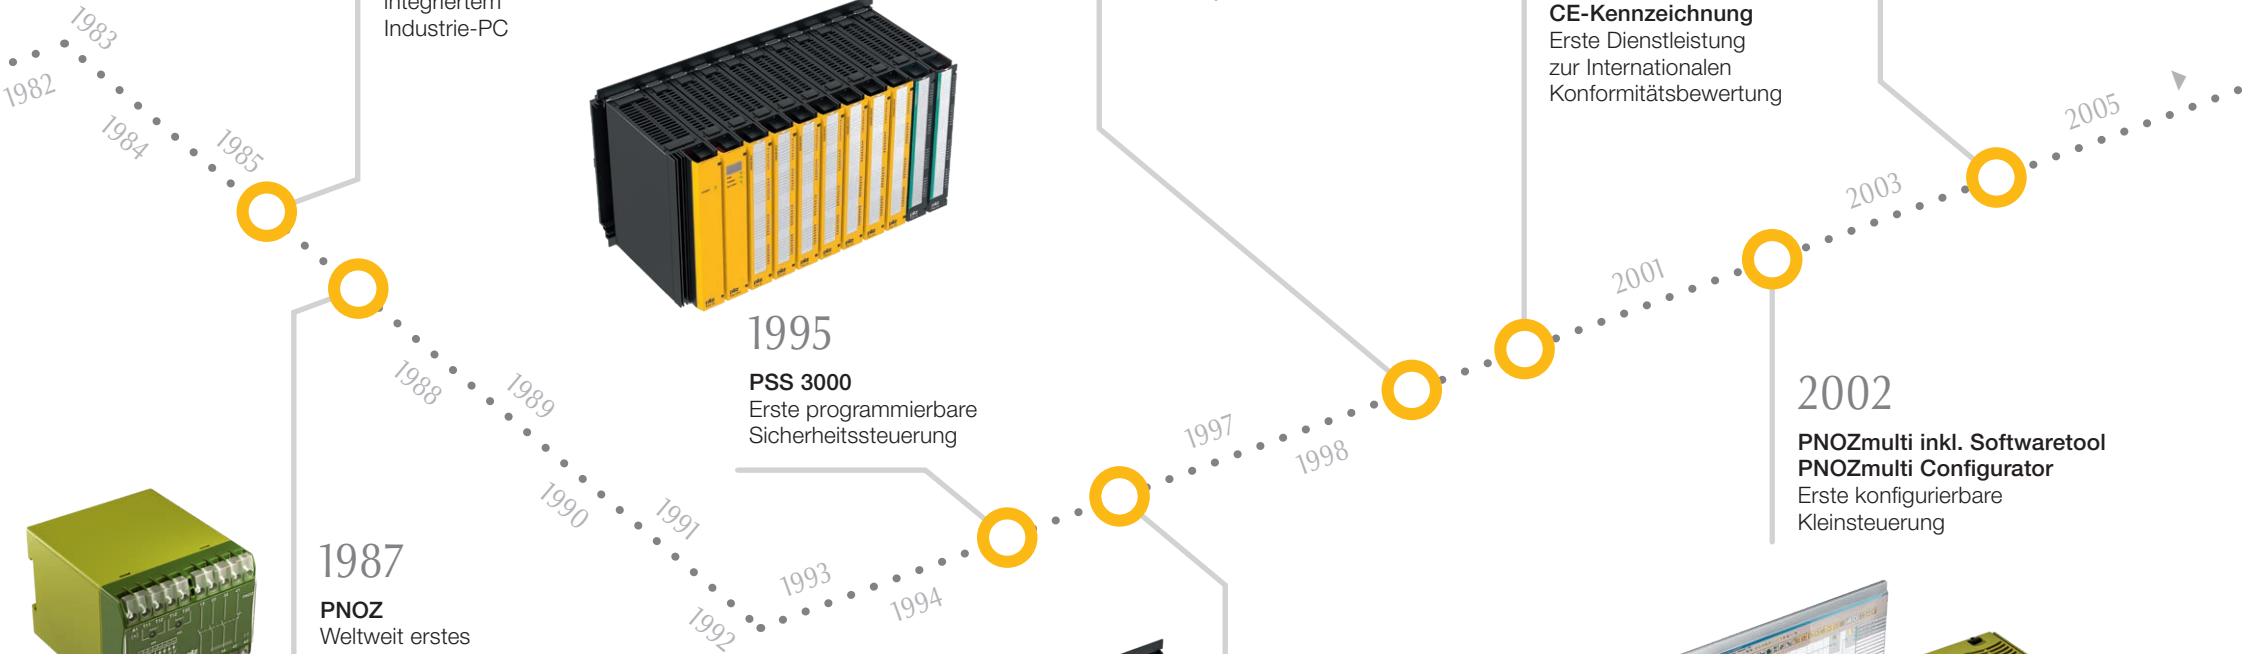 integriertem
Industrie-PC
CE-Kennzeichnung
Erste Dienstleistung
zur Internationalen
Konformitätsbewertung
1982
1983
1984
1985
1987
PNOZ
Weltweit erstes
1988
1989
1990
1991
1992
1993
1994
1995
PSS 3000
Erste programmierbare
Sicherheitssteuerung
1997
1998
2001
2002
PNOZmulti inkl. Softwaretool
PNOZmulti Configurator
Erste konfigurierbare
Kleinsteuerung
2003
2005